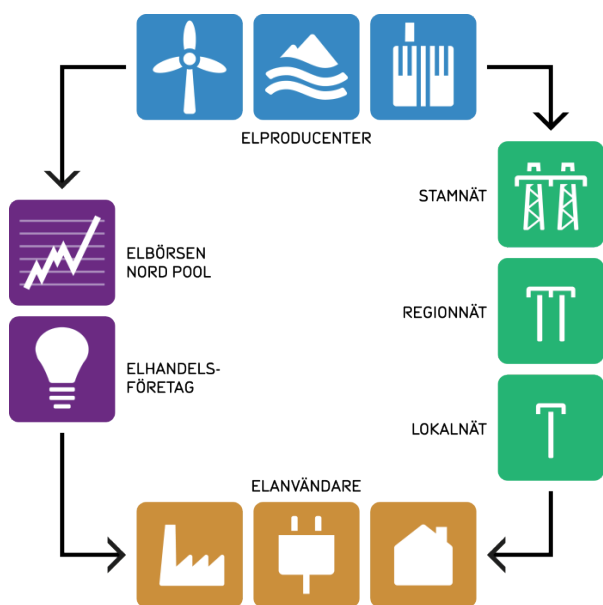 ELPRODUCENTER
STAMNÄT
ELBÖRSEN
NORD POOL
REGIONNÄT
ELHANDELS-
FÖRETAG
LOKALNÄT
ELANVÄNDARE